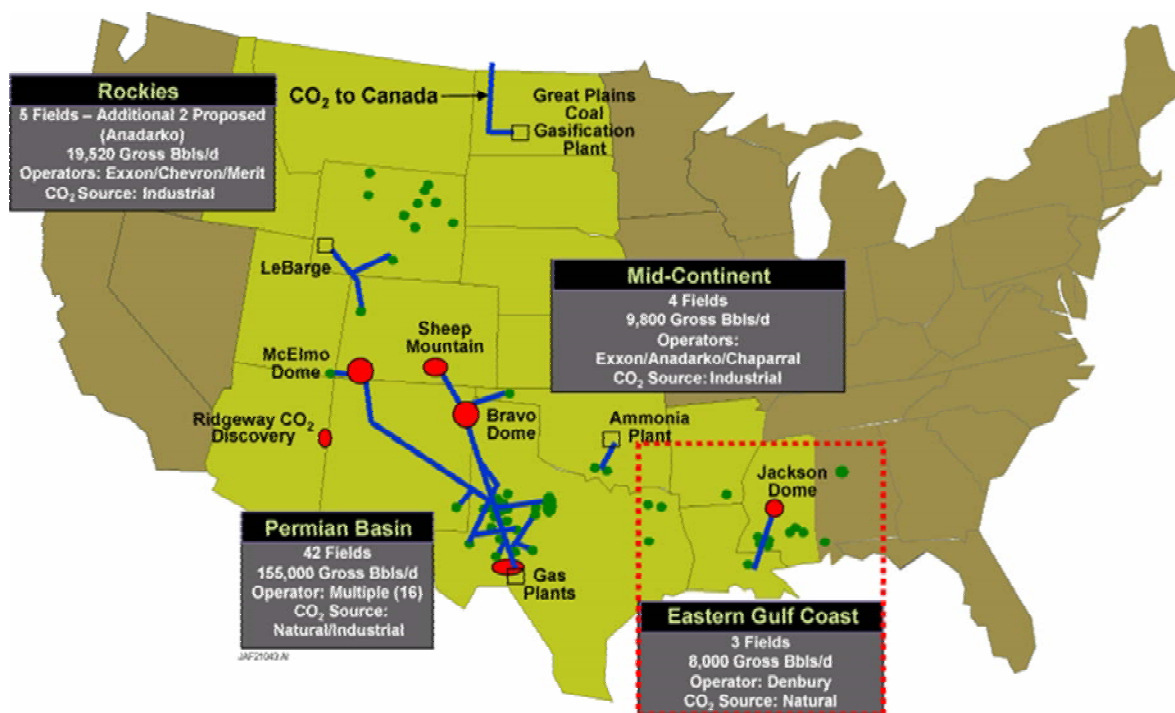 Rockies
5 Fields – Additional 2 Proposed
(Anadarko)
19,520 Gross Bbls/d
Operators: Exxon/Chevron/Merit
CO₂ Source: Industrial
CO₂ to Canada
Great Plains
Coal
Gasification
Plant
LeBarge
Mid-Continent
4 Fields
9,800 Gross Bbls/d
Operators:
Exxon/Anadarko/Chaparral
CO₂ Source: Industrial
Sheep
Mountain
McElmo
Dome
Ridgeway CO₂
Discovery
Bravo
Dome
Ammonia
Plant
Jackson
Dome
Permian Basin
42 Fields
155,000 Gross Bbls/d
Operator: Multiple (16)
CO₂ Source:
Natural/Industrial
Gas
Plants
Eastern Gulf Coast
3 Fields
8,000 Gross Bbls/d
Operator: Denbury
CO₂ Source: Natural
JAF21043.AI